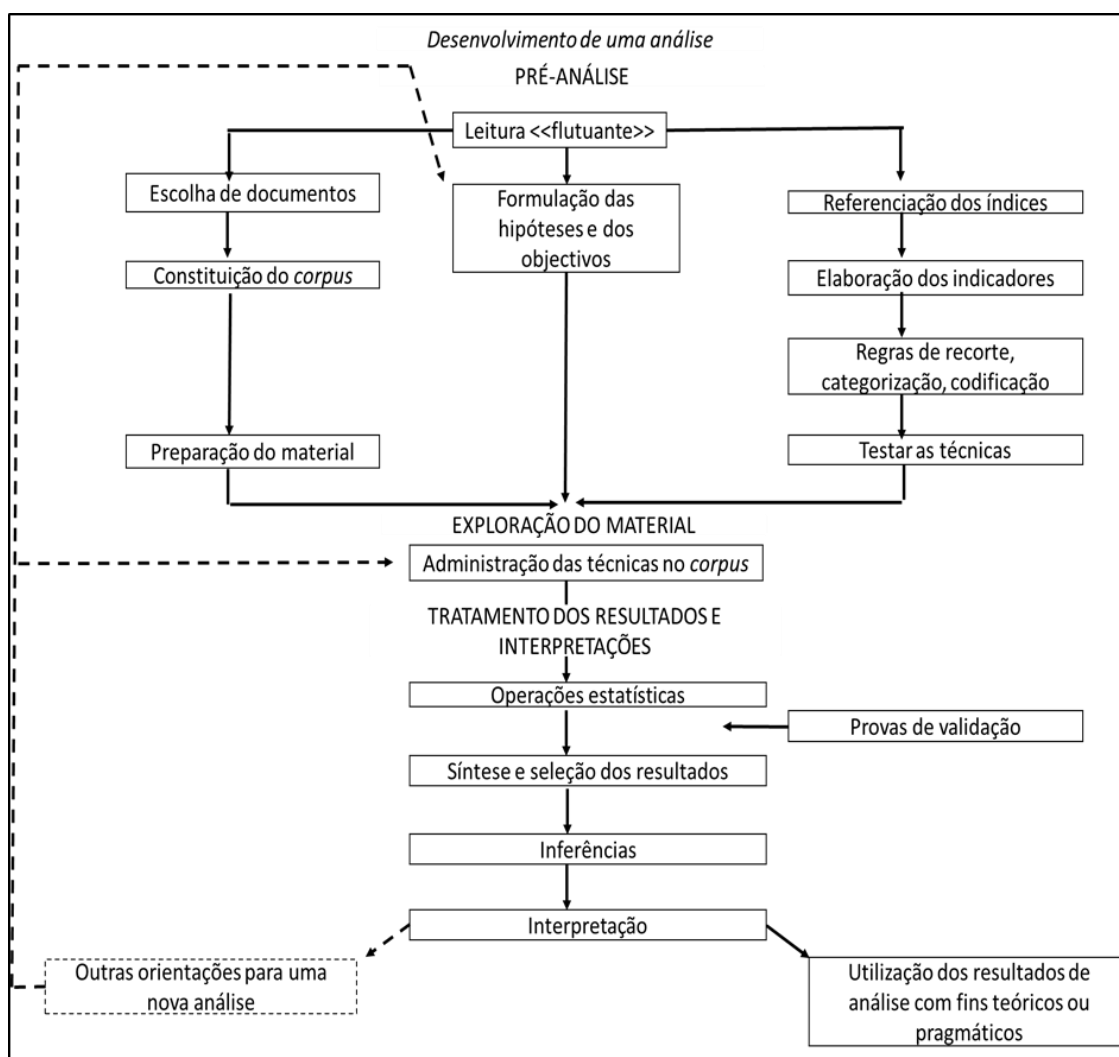 Desenvolvimento de uma análise
PRÉ-ANÁLISE
Leitura <<flutuante>>
Escolha de documentos
Constituição do corpus
Preparação do material
Formulação das
hipóteses e dos
objectivos
Referenciação dos índices
Elaboração dos indicadores
Regras de recorte,
categorização, codificação
Testar as técnicas
EXPLORAÇÃO DO MATERIAL
Administração das técnicas no corpus
TRATAMENTO DOS RESULTADOS E
INTERPRETAÇÕES
Operações estatísticas
Provas de validação
Síntese e seleção dos resultados
Inferências
Interpretação
Outras orientações para uma
nova análise
Utilização dos resultados de
análise com fins teóricos ou
pragmáticos